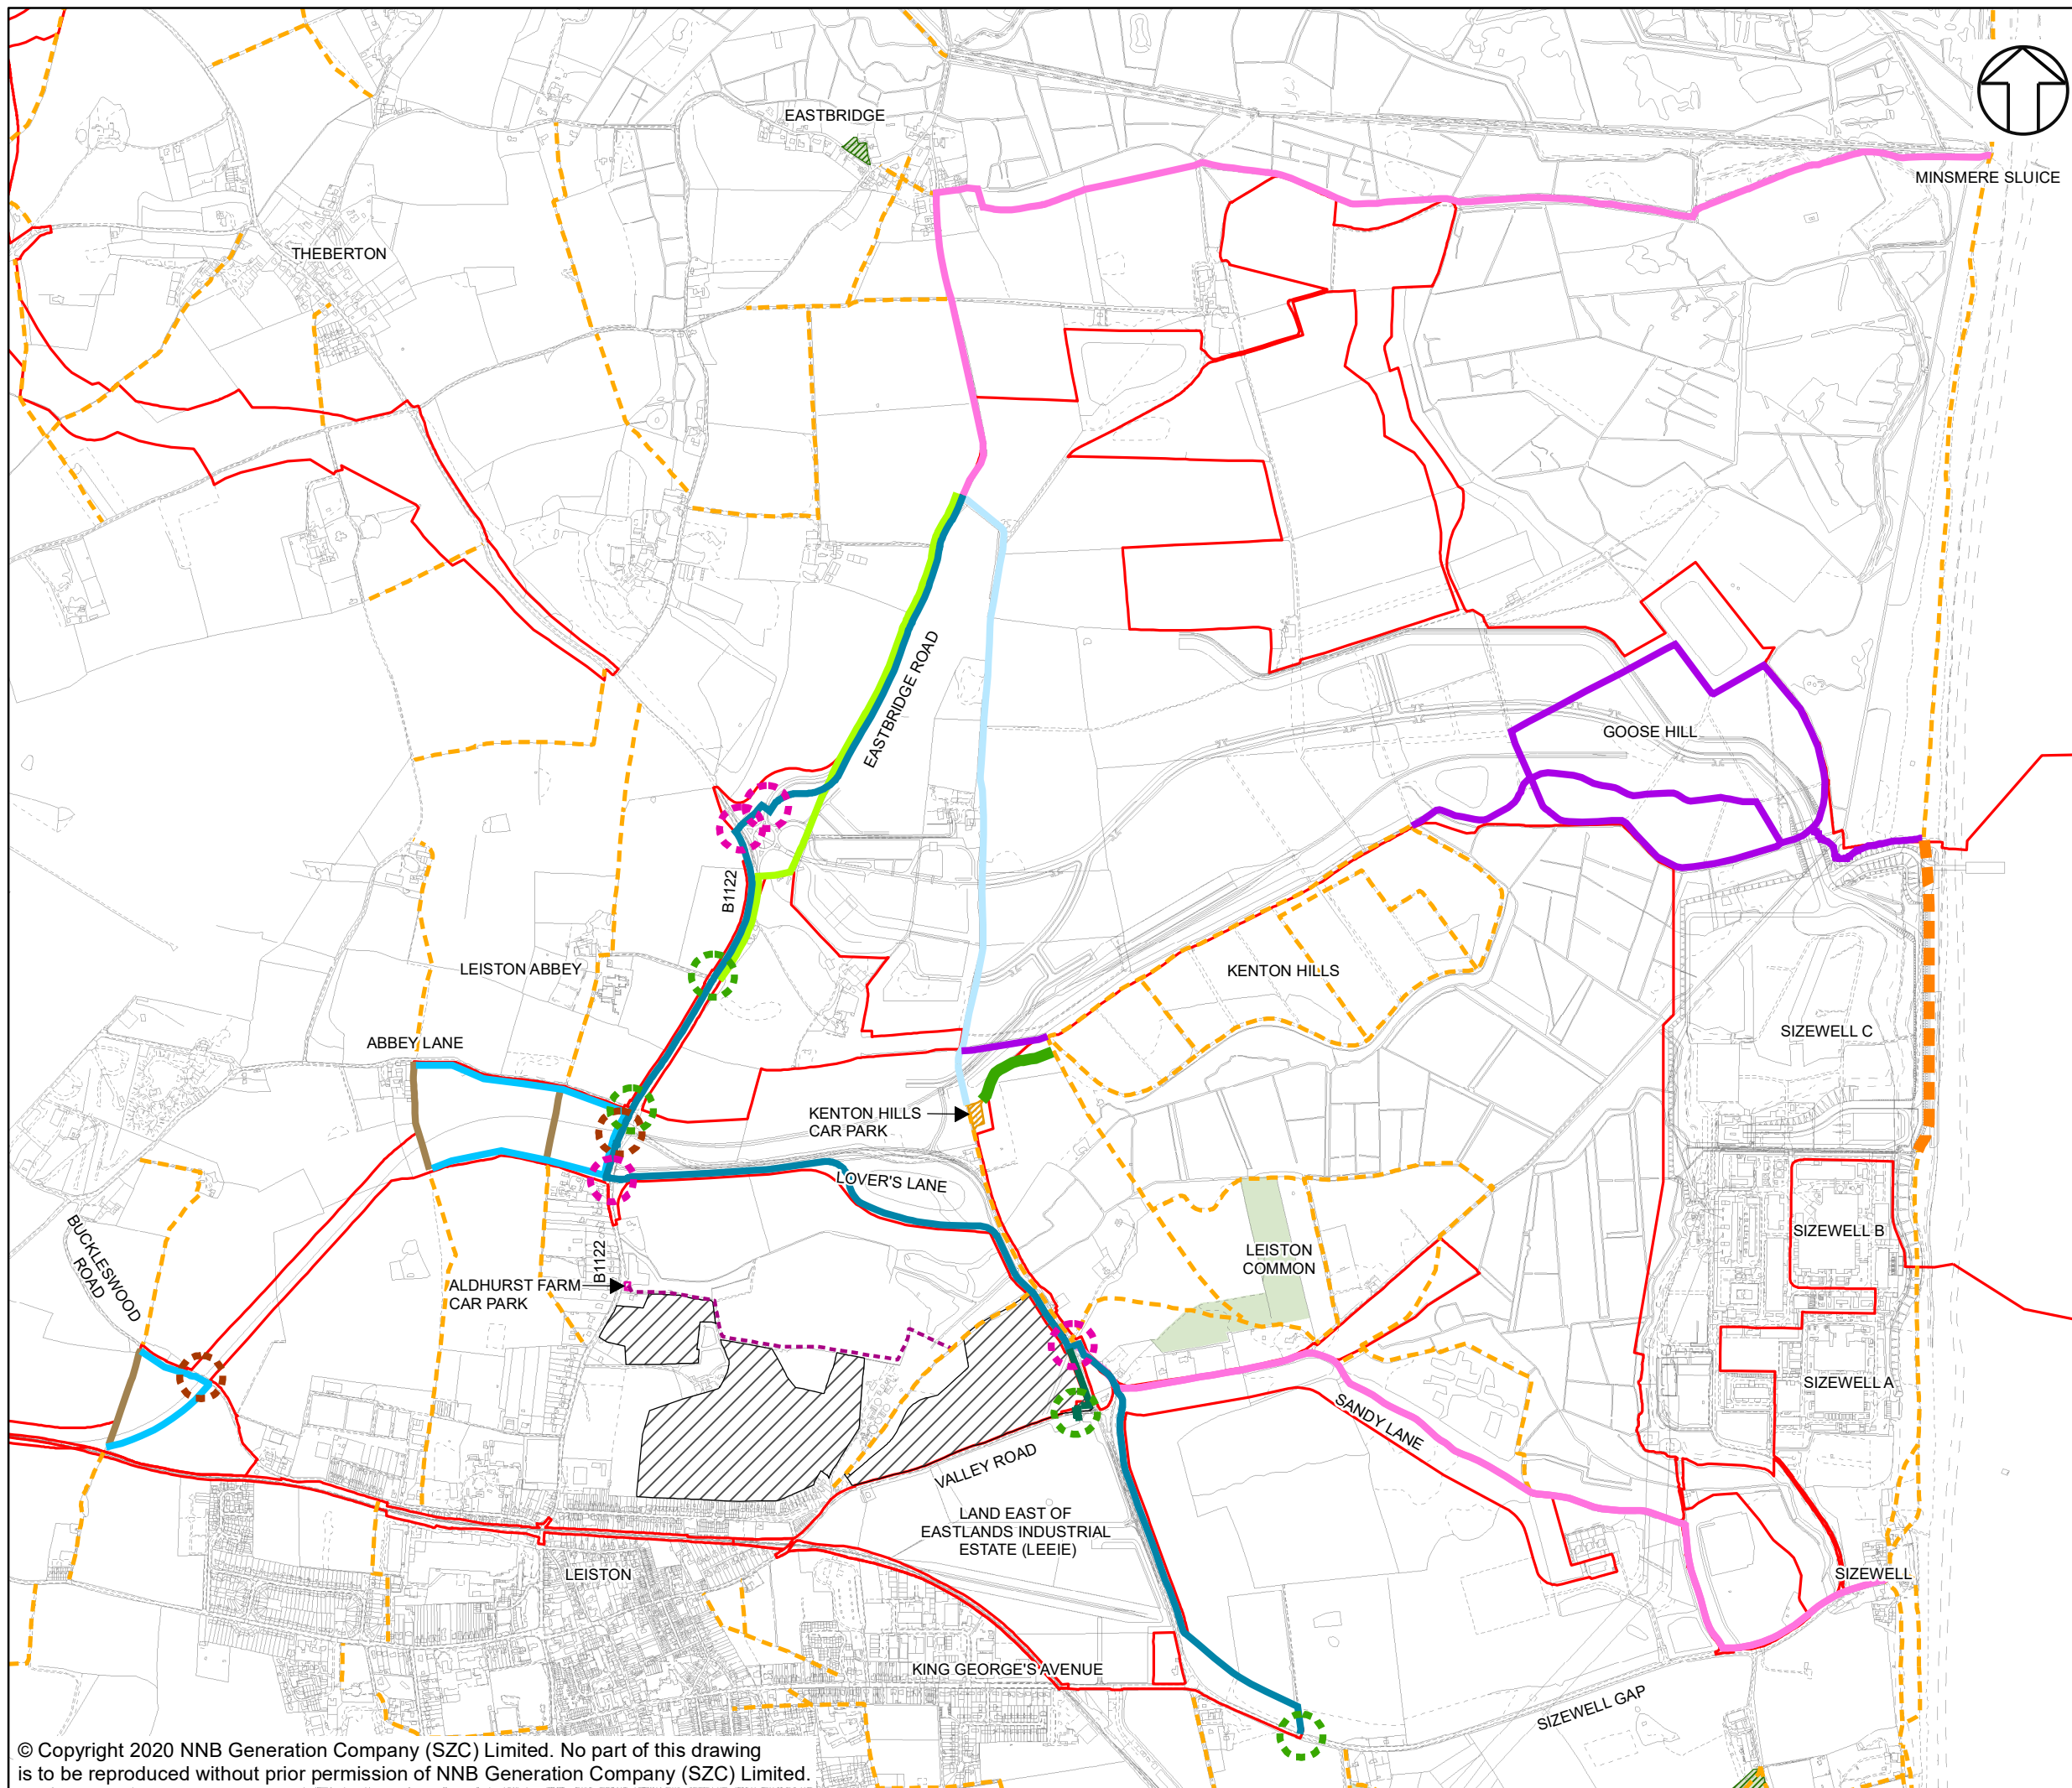 EASTBRIDGE
MINSMERE SLUICE
THEBERTON
EASTBRIDGE ROAD
GOOSE HILL
B1122
LEISTON ABBEY
KENTON HILLS
SIZEWELL C
ABBEY LANE
KENTON HILLS
CAR PARK
LOVER'S LANE
BUCKLESWOOD
ROAD
B1122
SIZEWELL B
LEISTON
COMMON
ALDHURST FARM
CAR PARK
SIZEWELL A
SANDY LANE
VALLEY ROAD
LAND EAST OF
EASTLANDS INDUSTRIAL
ESTATE (LEEIE)
LEISTON
SIZEWELL
KING GEORGE'S AVENUE
SIZEWELL GAP
© Copyright 2020 NNB Generation Company (SZC) Limited. No part of this drawing
is to be reproduced without prior permission of NNB Generation Company (SZC) Limited.